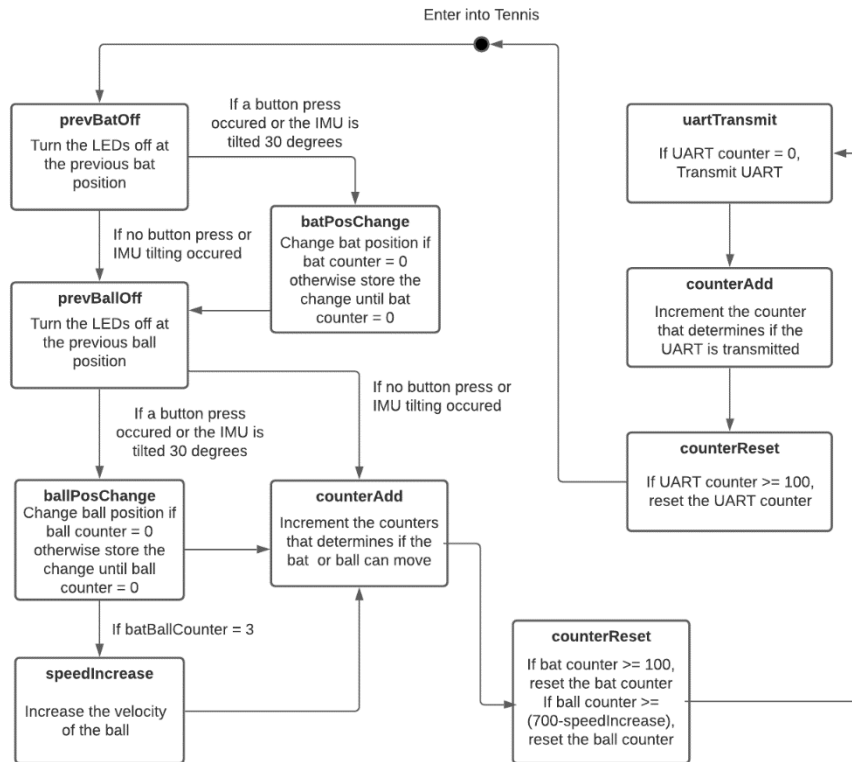 Enter into Tennis
prevBatOff
Turn the LEDs off at
the previous bat
position
If a button press
occured or the IMU is
tilted 30 degrees
If no button press or
IMU tilting occured
batPosChange
Change bat position if
bat counter = 0
otherwise store the
change until bat
counter = 0
prevBallOff
Turn the LEDs off at
the previous ball
position
If a button press
occured or the IMU is
tilted 30 degrees
If no button press or
IMU tilting occured
ballPosChange
Change ball position if
ball counter = 0
otherwise store the
change until ball
counter = 0
If batBallCounter = 3
speedIncrease
Increase the velocity
of the ball
counterAdd
Increment the counters
that determines if the
bat or ball can move
counterReset
If bat counter >= 100,
reset the bat counter
If ball counter >=
(700-speedIncrease),
reset the ball counter
uartTransmit
If UART counter = 0,
Transmit UART
counterAdd
Increment the counter
that determines if the
UART is transmitted
counterReset
If UART counter >= 100,
reset the UART counter